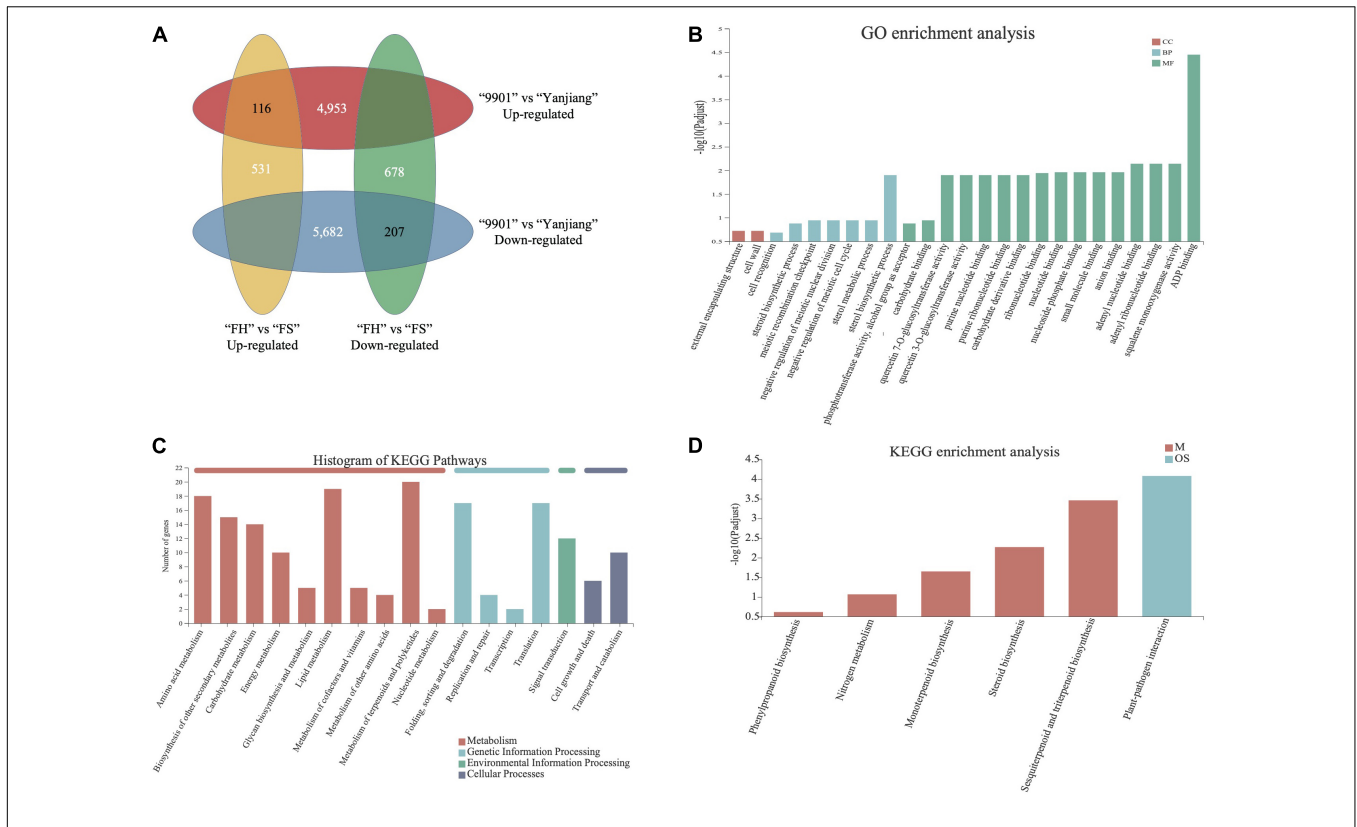 A
116
4,953
531
678
5,682
207
“9901” vs “Yanjiang”
Up-regulated
“9901” vs “Yanjiang”
Down-regulated
“FH” vs “FS”
Up-regulated
“FH” vs “FS”
Down-regulated
B
GO enrichment analysis
CC
BP
MF
-log10(Padjust)
5
4.5
4
3.5
3
2.5
2
1.5
1
0.5
external encapsulating structure
cell wall
cell recognition
steroid biosynthetic process
meiotic recombination checkpoint
negative regulation of meiotic nuclear division
negative regulation of meiotic cell cycle
sterol metabolic process
sterol biosynthetic process
phosphotransferase activity, alcohol group as acceptor
carbohydrate binding
quercetin 7-O-glucosyltransferase activity
quercetin 3-O-glucosyltransferase activity
purine nucleotide binding
purine ribonucleotide binding
carbohydrate derivative binding
ribonucleotide binding
nucleotide binding
nucleoside phosphate binding
small molecule binding
anion binding
adenyl nucleotide binding
adenyl ribonucleotide binding
squalene monooxygenase activity
ADP binding
C
Histogram of KEGG Pathways
Number of genes
22
20
18
16
14
12
10
8
6
4
2
0
Amino acid metabolism
Biosynthesis of other secondary metabolites
Carbohydrate metabolism
Energy metabolism
Glycan biosynthesis and metabolism
Lipid metabolism
Metabolism of cofactors and vitamins
Metabolism of other amino acids
Metabolism of terpenoids and polyketides
Nucleotide metabolism
Folding, sorting and degradation
Replication and repair
Transcription
Translation
Signal transduction
Cell growth and death
Transport and catabolism
Metabolism
Genetic Information Processing
Environmental Information Processing
Cellular Processes
D
KEGG enrichment analysis
M
OS
-log10(Padjust)
4.5
4
3.5
3
2.5
2
1.5
1
0.5
Phenylpropanoid biosynthesis
Nitrogen metabolism
Monoterpenoid biosynthesis
Steroid biosynthesis
Sesquiterpenoid and triterpenoid biosynthesis
Plant-pathogen interaction